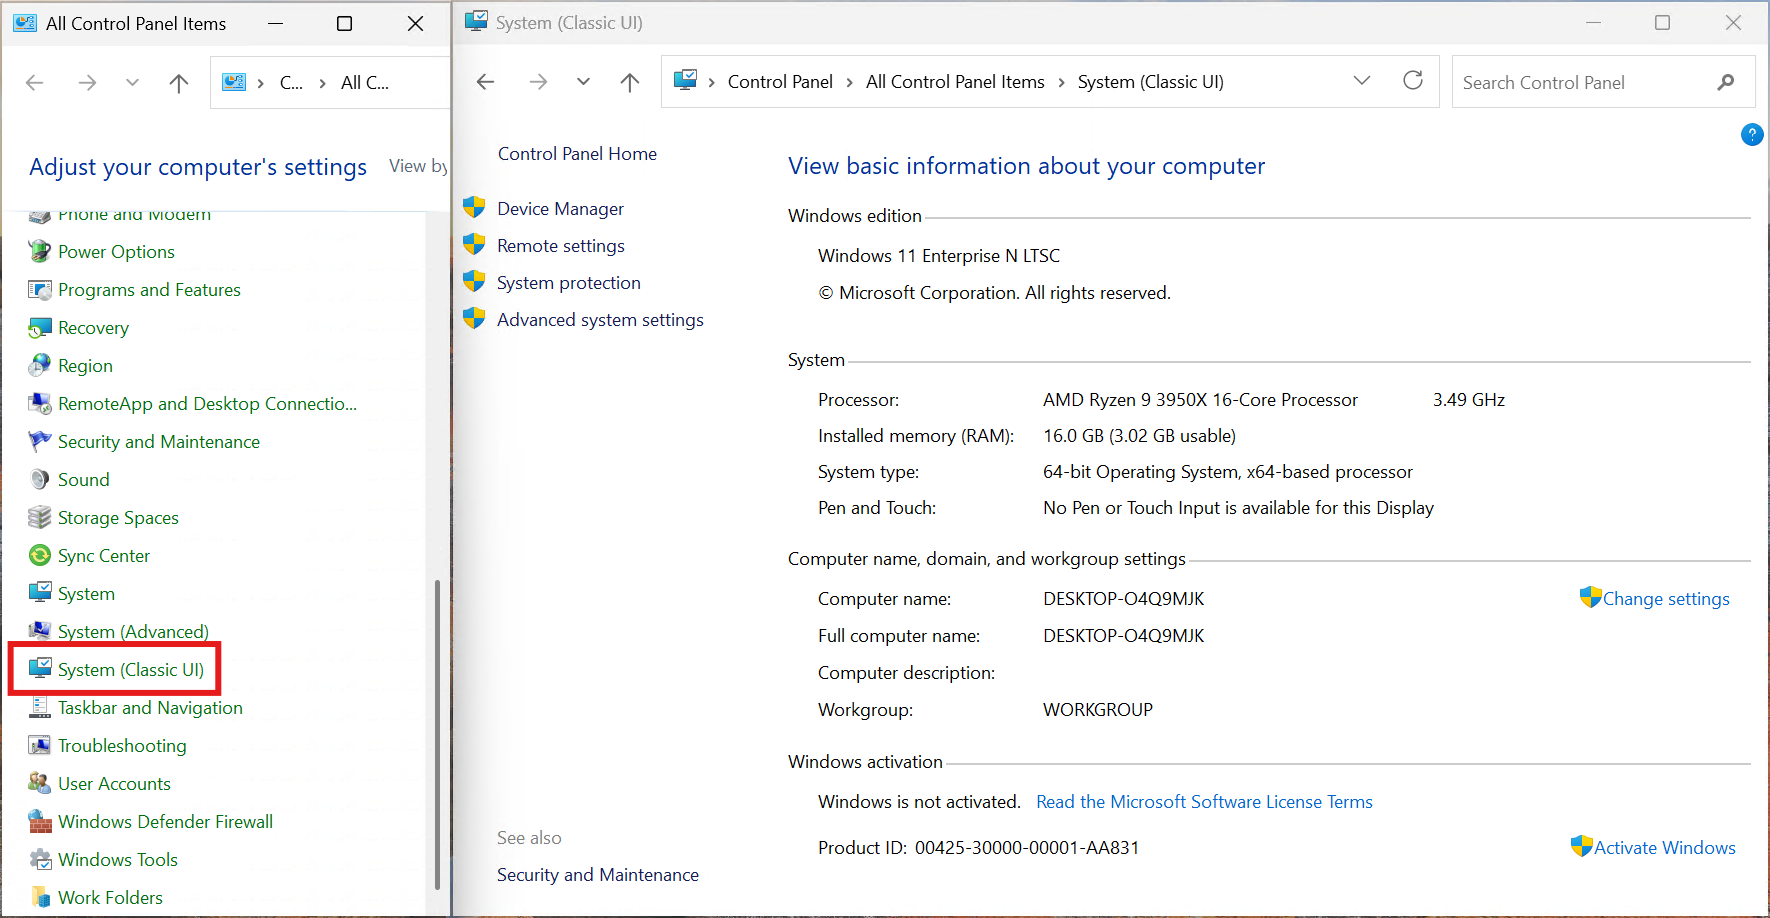 All Control Panel Items
C...
All C...
Adjust your computer's settings
View by
Phone and Modem
Power Options
Programs and Features
Recovery
Region
RemoteApp and Desktop Connectio...
Security and Maintenance
Sound
Storage Spaces
Sync Center
System
System (Advanced)
System (Classic UI)
Taskbar and Navigation
Troubleshooting
User Accounts
Windows Defender Firewall
Windows Tools
Work Folders
System (Classic UI)
Control Panel
All Control Panel Items
System (Classic UI)
Search Control Panel
?
Control Panel Home
Device Manager
Remote settings
System protection
Advanced system settings
See also
Security and Maintenance
View basic information about your computer
Windows edition
Windows 11 Enterprise N LTSC
© Microsoft Corporation. All rights reserved.
System
Processor: AMD Ryzen 9 3950X 16-Core Processor 3.49 GHz
Installed memory (RAM): 16.0 GB (3.02 GB usable)
System type: 64-bit Operating System, x64-based processor
Pen and Touch: No Pen or Touch Input is available for this Display
Computer name, domain, and workgroup settings
Computer name: DESKTOP-O4Q9MJK Change settings
Full computer name: DESKTOP-O4Q9MJK
Computer description:
Workgroup: WORKGROUP
Windows activation
Windows is not activated. Read the Microsoft Software License Terms
Product ID: 00425-30000-00001-AA831 Activate Windows